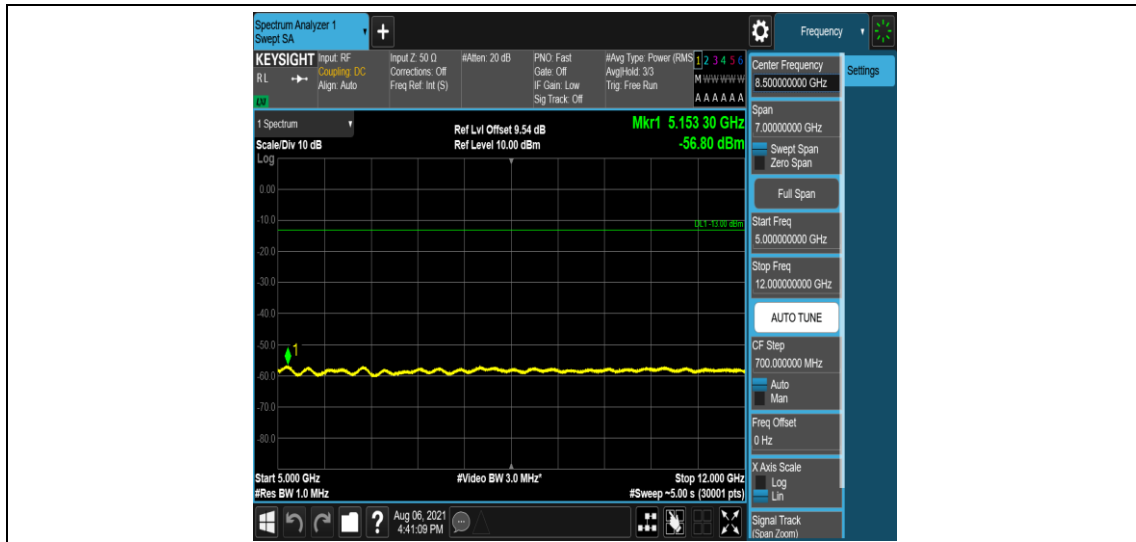 Spectrum Analyzer 1
Swept SA
+
Frequency
KEYSIGHT
RL
Input: RF
Coupling: DC
Align: Auto
Input Z: 50 Ω
Corrections: Off
Freq Ref: Int (S)
#Atten: 20 dB
PNO: Fast
Gate: Off
IF Gain: Low
Sig Track: Off
#Avg Type: Power (RMS
Avg|Hold: 3/3
Trig: Free Run
1 2 3 4 5 6
M W W W W W
A A A A A A
Center Frequency
8.500000000 GHz
Settings
1 Spectrum
Scale/Div 10 dB
Ref Lvl Offset 9.54 dB
Ref Level 10.00 dBm
Mkr1 5.153 30 GHz
-56.80 dBm
Span
7.00000000 GHz
Swept Span
Zero Span
Full Span
Start Freq
5.000000000 GHz
Stop Freq
12.000000000 GHz
AUTO TUNE
CF Step
700.000000 MHz
Auto
Man
Freq Offset
0 Hz
X Axis Scale
Log
Lin
Signal Track
(Span Zoom)
Log
0.00
-10.0
DL1 -13.00 dBm
-20.0
-30.0
-40.0
-50.0
1
-60.0
-70.0
-80.0
Start 5.000 GHz
#Video BW 3.0 MHz*
Stop 12.000 GHz
#Res BW 1.0 MHz
#Sweep ~5.00 s (30001 pts)
?
Aug 06, 2021
4:41:09 PM